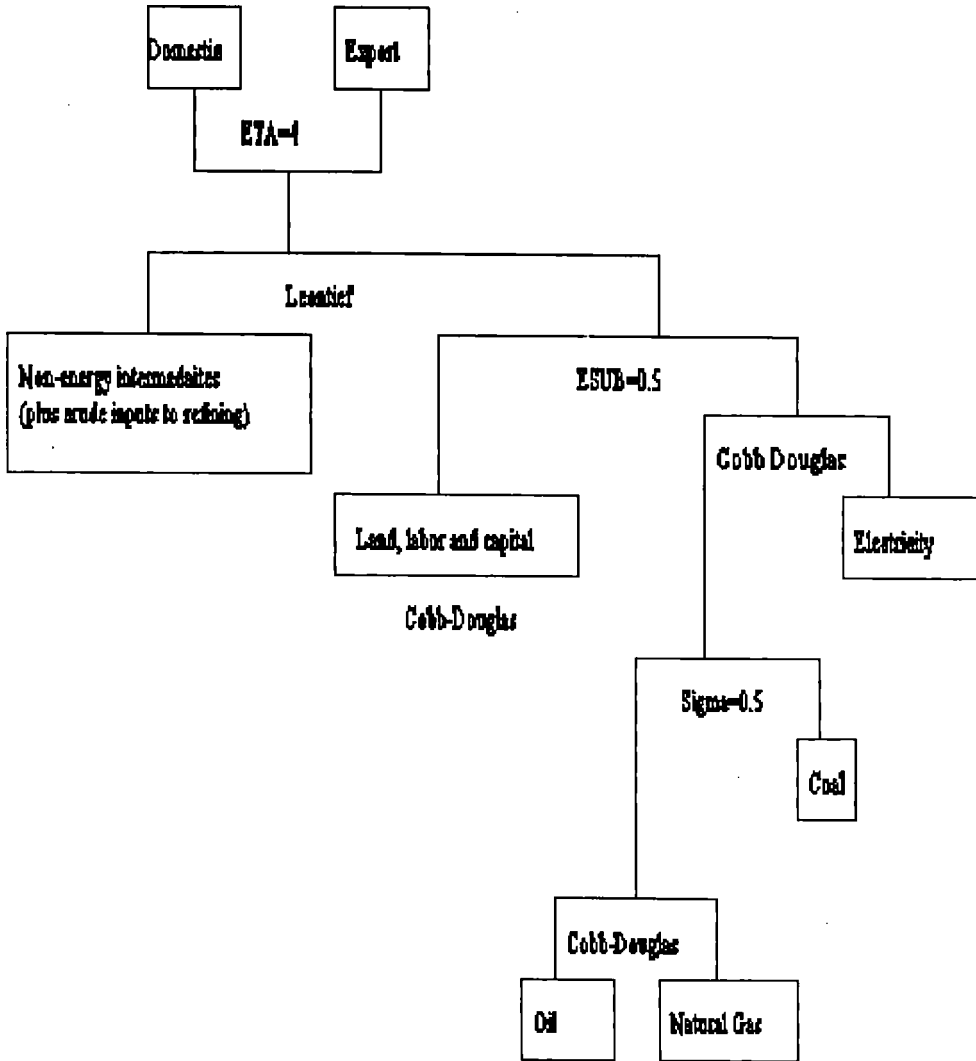 Domestic
Export
ETA=4
Leontief
Non-energy intermedaites
(plus crude inputs to refining)
ESUB=0.5
Cobb Douglas
Land, labor and capital
Electricity
Cobb-Douglas
Sigma=0.5
Coal
Cobb-Douglas
Oil
Natural Gas